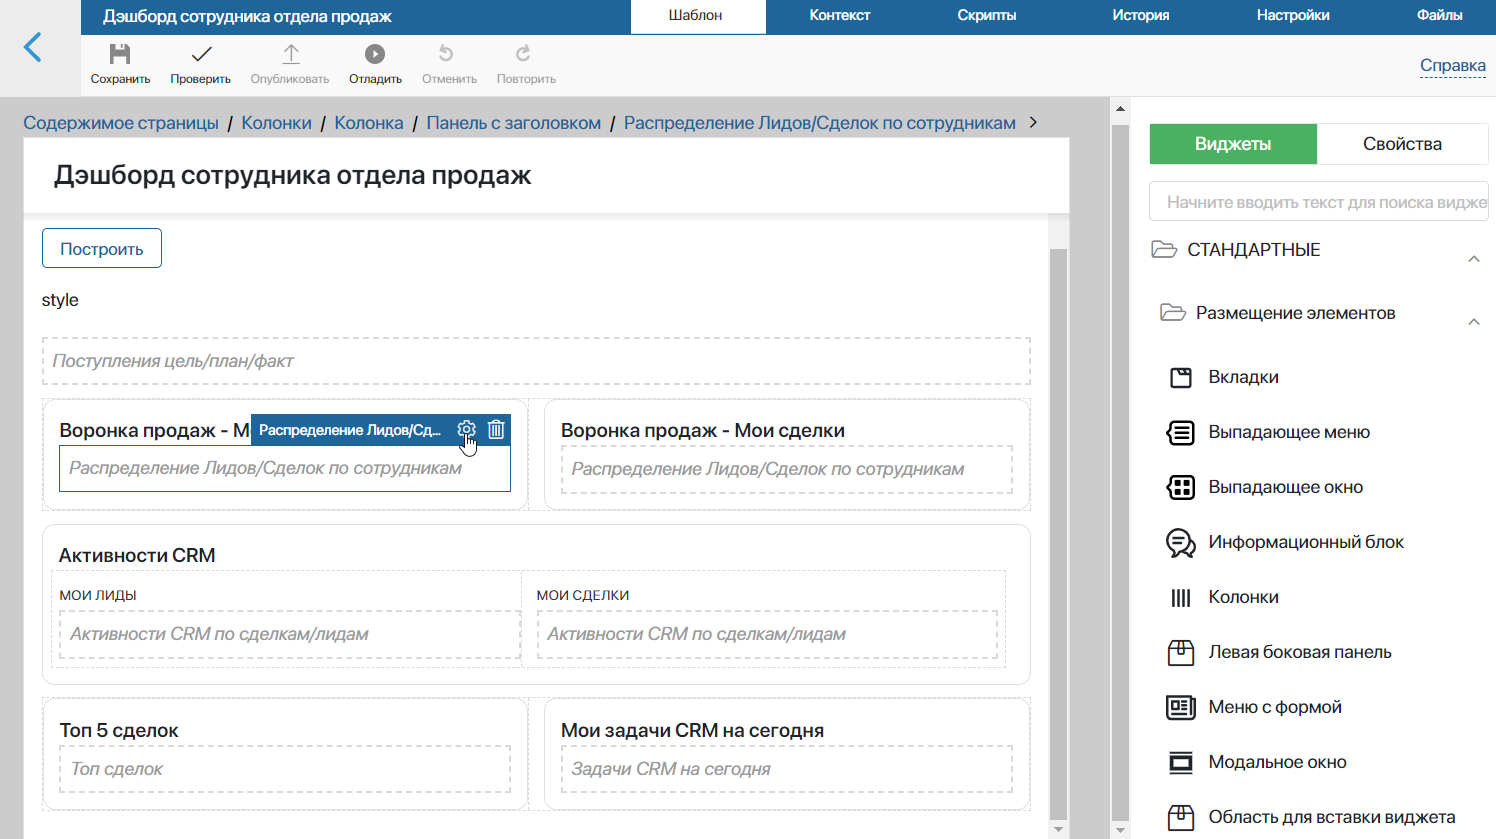 Дэшборд сотрудника отдела продаж
Шаблон Контекст Скрипты История Настройки Файлы
Сохранить Проверить Опубликовать Отладить Отменить Повторить
Справка
Содержимое страницы / Колонки / Колонка / Панель с заголовком / Распределение Лидов/Сделок по сотрудникам >
Дэшборд сотрудника отдела продаж
Построить
style
Поступления цель/план/факт
Воронка продаж - М
Распределение Лидов/Сд...
Распределение Лидов/Сделок по сотрудникам
Воронка продаж - Мои сделки
Распределение Лидов/Сделок по сотрудникам
Активности CRM
МОИ ЛИДЫ
Активности CRM по сделкам/лидам
МОИ СДЕЛКИ
Активности CRM по сделкам/лидам
Топ 5 сделок
Топ сделок
Мои задачи CRM на сегодня
Задачи CRM на сегодня
Виджеты Свойства
Начните вводить текст для поиска видже
СТАНДАРТНЫЕ
Размещение элементов
Вкладки
Выпадающее меню
Выпадающее окно
Информационный блок
Колонки
Левая боковая панель
Меню с формой
Модальное окно
Область для вставки виджета